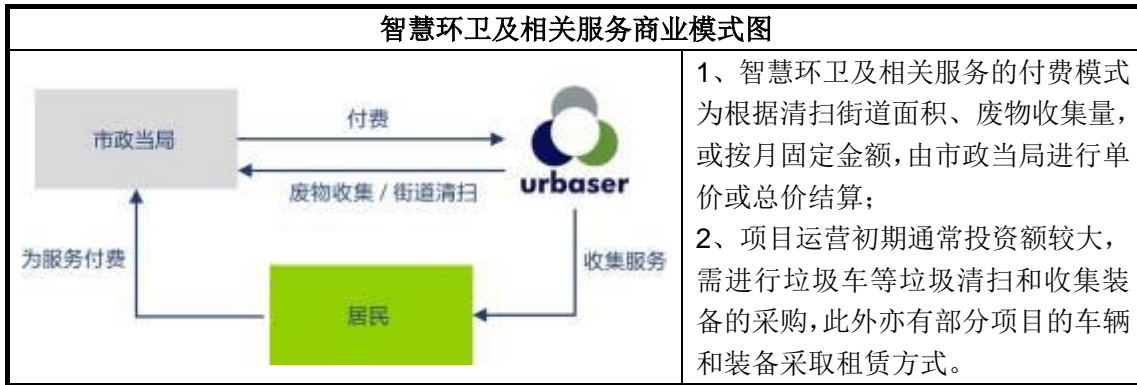 智慧环卫及相关服务商业模式图
市政当局
付费
废物收集 / 街道清扫
urbaser
为服务付费
收集服务
居民
1、智慧环卫及相关服务的付费模式
为根据清扫街道面积、废物收集量，
或按月固定金额，由市政当局进行单
价或总价结算；
2、项目运营初期通常投资额较大，
需进行垃圾车等垃圾清扫和收集装
备的采购，此外亦有部分项目的车辆
和装备采取租赁方式。